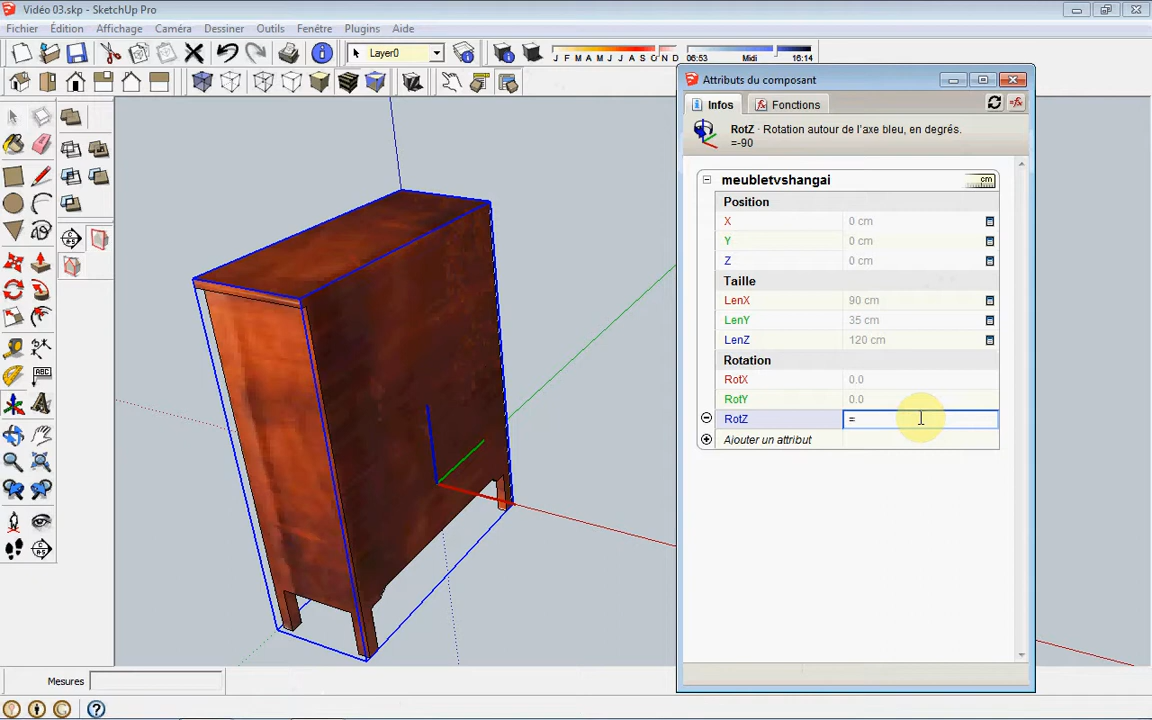 Vidéo 03.skp - SketchUp Pro
Fichier Édition Affichage Caméra Dessiner Outils Fenêtre Plugins Aide
Layer0
J F M A M J J A S O N D
06:53 Midi 16:14
Attributs du composant
Infos
Fonctions
RotZ · Rotation autour de l'axe bleu, en degrés.
=-90
meubletvshangai
cm
Position
X 0 cm
Y 0 cm
Z 0 cm
Taille
LenX 90 cm
LenY 35 cm
LenZ 120 cm
Rotation
RotX 0.0
RotY 0.0
RotZ =
Ajouter un attribut
ABC
Mesures